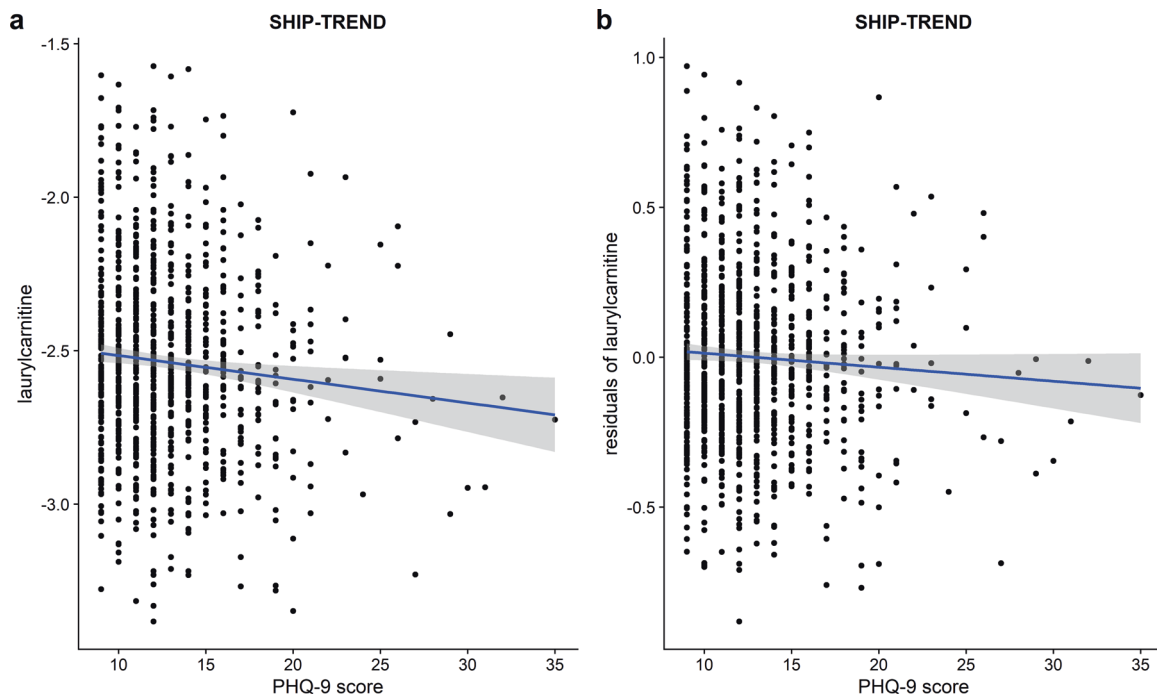 a
SHIP-TREND
-1.5
-2.0
-2.5
-3.0
laurylcarnitine
10 15 20 25 30 35
PHQ-9 score
b
SHIP-TREND
1.0
0.5
0.0
-0.5
residuals of laurylcarnitine
10 15 20 25 30 35
PHQ-9 score